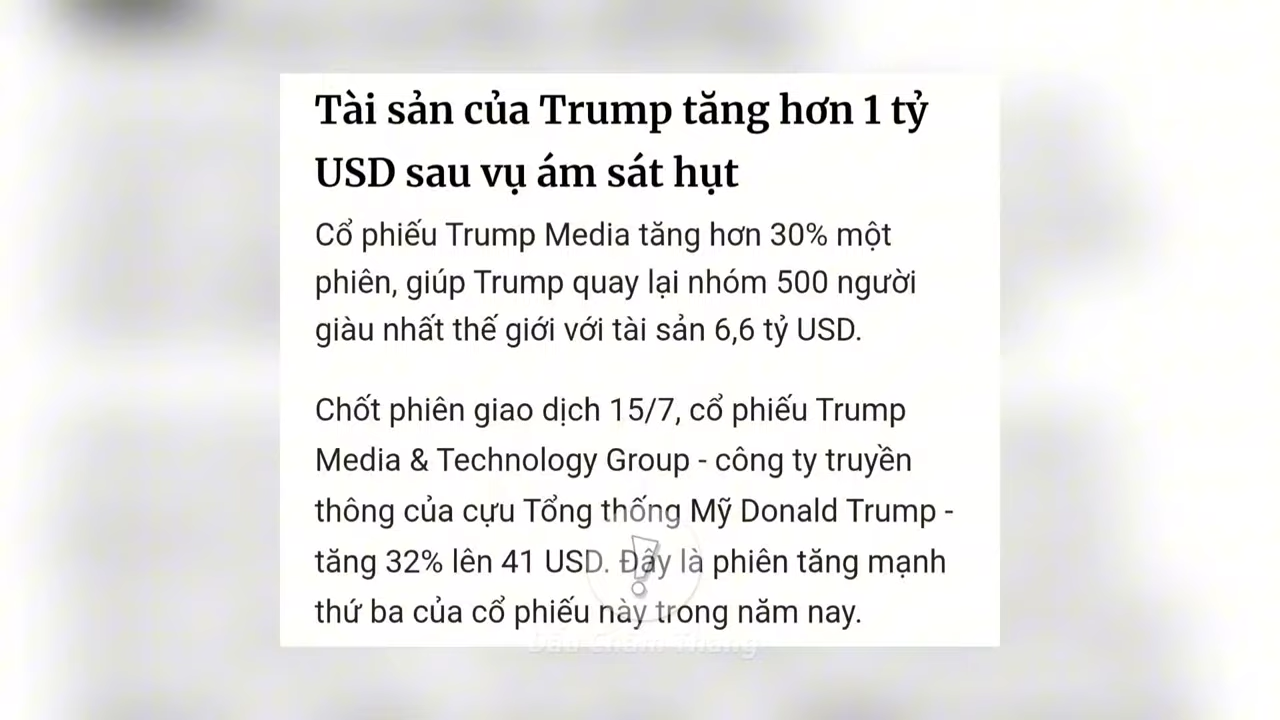 Tài sản của Trump tăng hơn 1 tỷ
USD sau vụ ám sát hụt
Cổ phiếu Trump Media tăng hơn 30% một
phiên, giúp Trump quay lại nhóm 500 người
giàu nhất thế giới với tài sản 6,6 tỷ USD.
Chốt phiên giao dịch 15/7, cổ phiếu Trump
Media & Technology Group - công ty truyền
thông của cựu Tổng thống Mỹ Donald Trump -
tăng 32% lên 41 USD. Đây là phiên tăng mạnh
thứ ba của cổ phiếu này trong năm nay.
Dấu Chấm Than